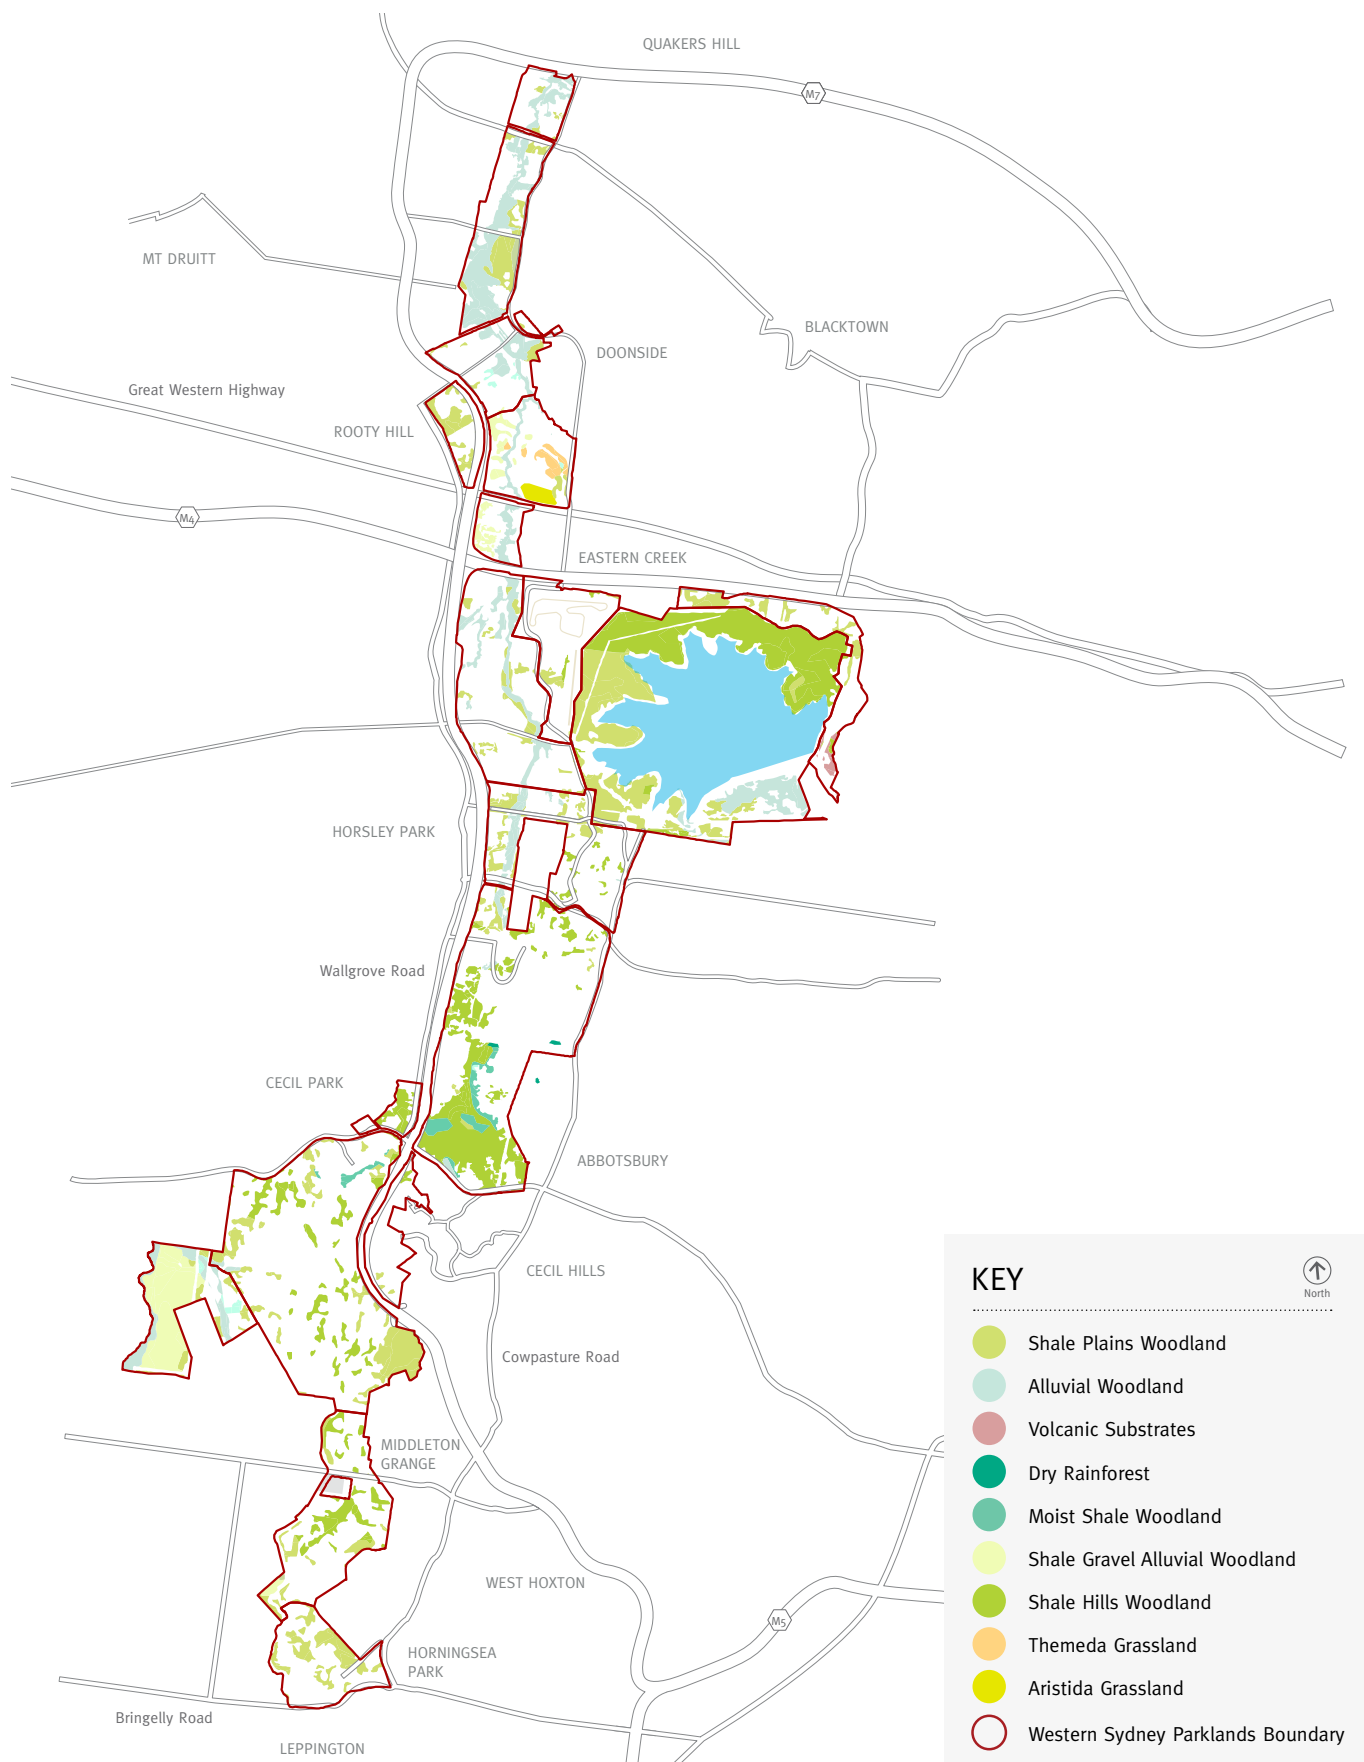 QUAKERS HILL
M7
MT DRUITT
BLACKTOWN
DOONSIDE
Great Western Highway
ROOTY HILL
M4
EASTERN CREEK
HORSLEY PARK
Wallgrove Road
CECIL PARK
ABBOTSBURY
CECIL HILLS
Cowpasture Road
MIDDLETON
GRANGE
WEST HOXTON
M5
HORNINGSEA
PARK
Bringelly Road
LEPPINGTON
KEY
North
Shale Plains Woodland
Alluvial Woodland
Volcanic Substrates
Dry Rainforest
Moist Shale Woodland
Shale Gravel Alluvial Woodland
Shale Hills Woodland
Themeda Grassland
Aristida Grassland
Western Sydney Parklands Boundary